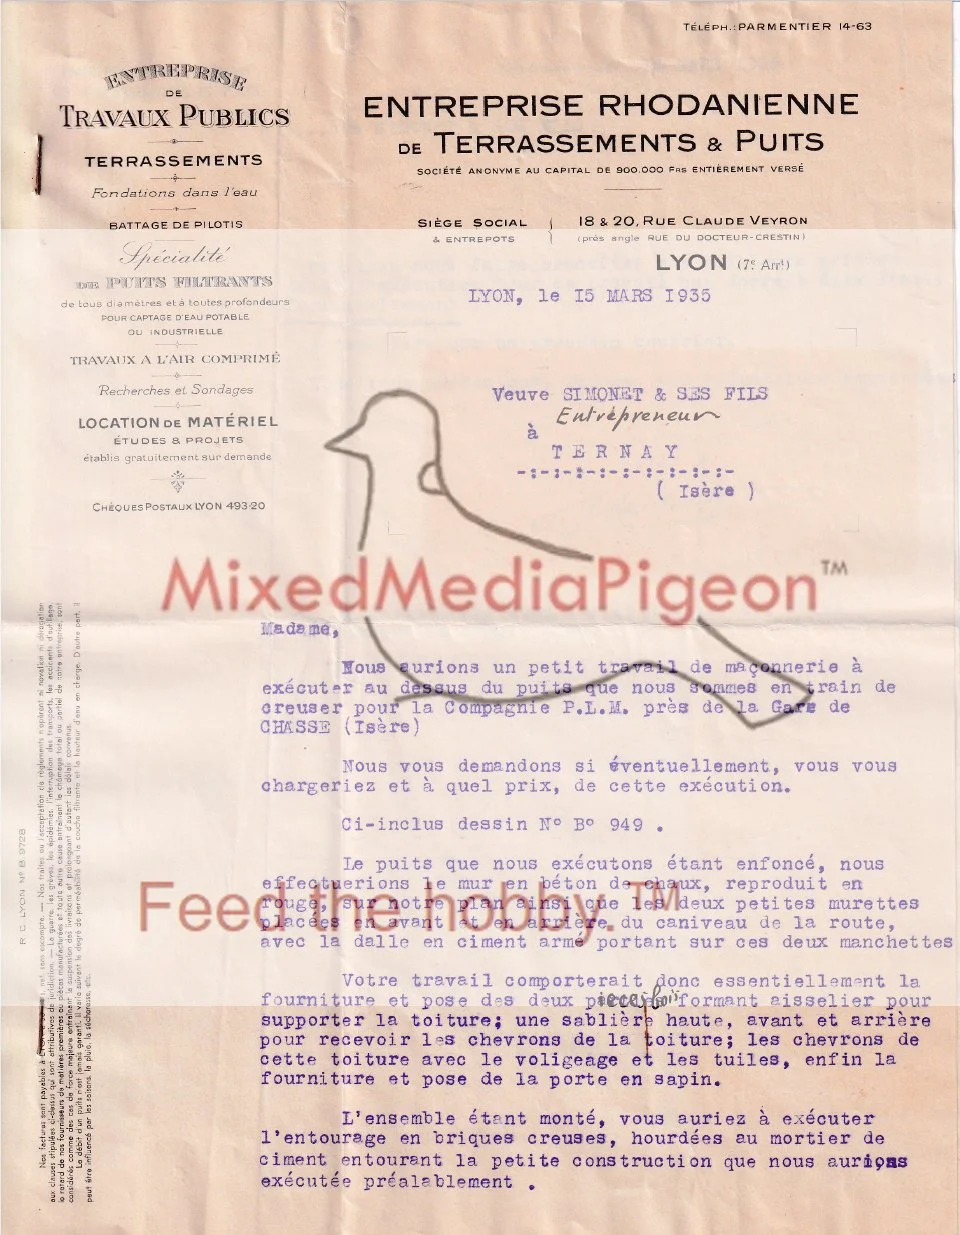 TÉLÉPH.: PARMENTIER 14-63
ENTREPRISE
DE
TRAVAUX PUBLICS
TERRASSEMENTS
Fondations dans l'eau
BATTAGE DE PILOTIS
Spécialité
DE PUITS FILTRANTS
de tous diamètres et à toutes profondeurs
POUR CAPTAGE D'EAU POTABLE
OU INDUSTRIELLE
TRAVAUX A L'AIR COMPRIMÉ
Recherches et Sondages
LOCATION DE MATÉRIEL
ÉTUDES & PROJETS
établis gratuitement sur demande
CHÈQUES POSTAUX LYON 493-20
ENTREPRISE RHODANIENNE
DE TERRASSEMENTS & PUITS
SOCIÉTÉ ANONYME AU CAPITAL DE 900.000 FRS ENTIÈREMENT VERSÉ
SIÈGE SOCIAL
& ENTREPOTS
18 & 20, RUE CLAUDE VEYRON
(près angle RUE DU DOCTEUR-CRESTIN)
LYON (7e Arrt)
LYON, le 15 MARS 1935
Veuve SIMONET & SES FILS
Entrepreneur
à
TERNAY
-:-:-:-:-:-:-:-:-:-
( Isère )
MixedMediaPigeon™
Madame,
Nous aurions un petit travail de maçonnerie à
exécuter au dessus du puits que nous sommes en train de
creuser pour la Compagnie P.L.M. près de la Gare de
CHASSE (Isère)
Nous vous demandons si éventuellement, vous vous
chargeriez et à quel prix, de cette exécution.
Ci-inclus dessin N° B° 949 .
Le puits que nous exécutons étant enfoncé, nous
effectuerions le mur en béton de chaux, reproduit en
rouge, sur notre plan ainsi que les deux petites murettes
placées en avant et en arrière du caniveau de la route,
avec la dalle en ciment armé portant sur ces deux manchettes
Feed the hobby.™
Votre travail comporterait donc essentiellement la
fourniture et pose des deux pieces bois formant aisselier pour
supporter la toiture; une sablière haute, avant et arrière
pour recevoir les chevrons de la toiture; les chevrons de
cette toiture avec le voligeage et les tuiles, enfin la
fourniture et pose de la porte en sapin.
L'ensemble étant monté, vous auriez à exécuter
l'entourage en briques creuses, hourdées au mortier de
ciment entourant la petite construction que nous aurions
exécutée préalablement .
R. C. LYON N° B 9728